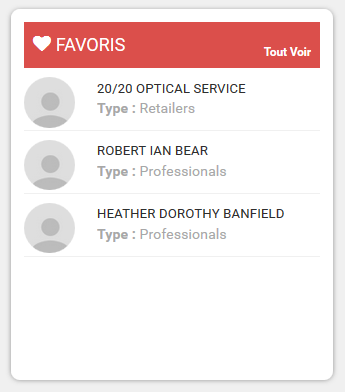 FAVORIS
Tout Voir
20/20 OPTICAL SERVICE
Type : Retailers
ROBERT IAN BEAR
Type : Professionals
HEATHER DOROTHY BANFIELD
Type : Professionals